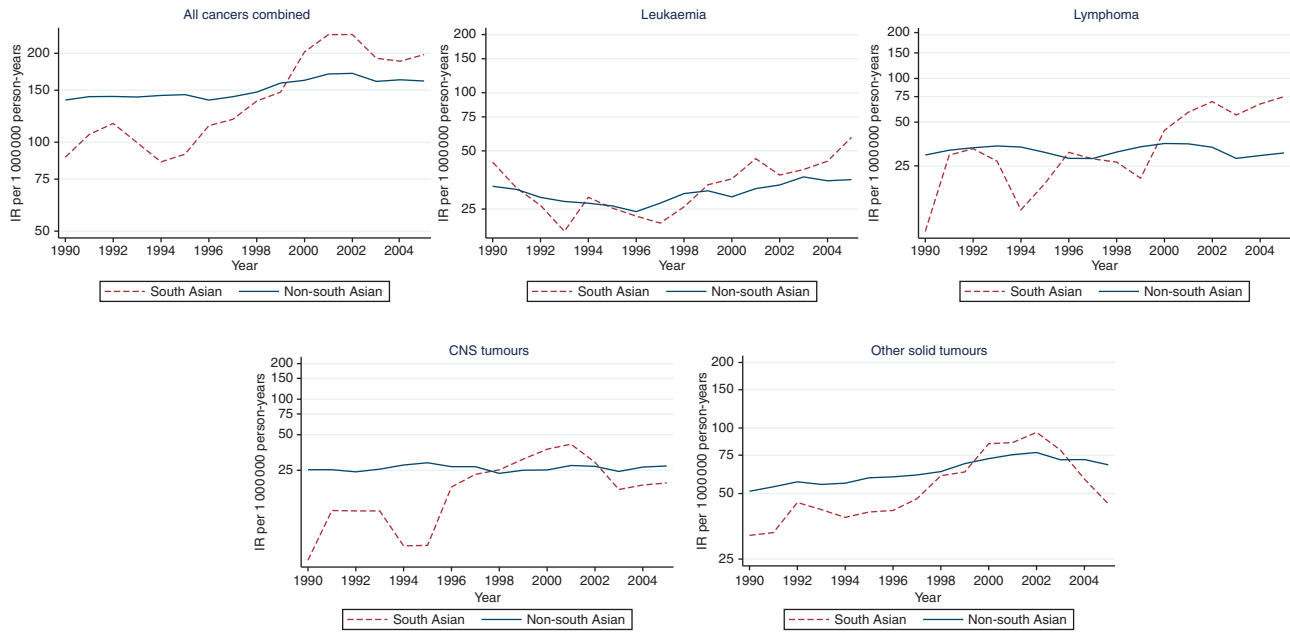 All cancers combined
IR per 1 000 000 person-years
200
150
100
75
50
1990 1992 1994 1996 1998 2000 2002 2004
Year
South Asian Non-south Asian
Leukaemia
IR per 1 000 000 person-years
200
150
100
75
50
25
1990 1992 1994 1996 1998 2000 2002 2004
Year
South Asian Non-south Asian
Lymphoma
IR per 1 000 000 person-years
200
150
100
75
50
25
1990 1992 1994 1996 1998 2000 2002 2004
Year
South Asian Non-south Asian
CNS tumours
IR per 1 000 000 person-years
200
150
100
75
50
25
1990 1992 1994 1996 1998 2000 2002 2004
Year
South Asian Non-south Asian
Other solid tumours
IR per 1 000 000 person-years
200
150
100
75
50
25
1990 1992 1994 1996 1998 2000 2002 2004
Year
South Asian Non-south Asian